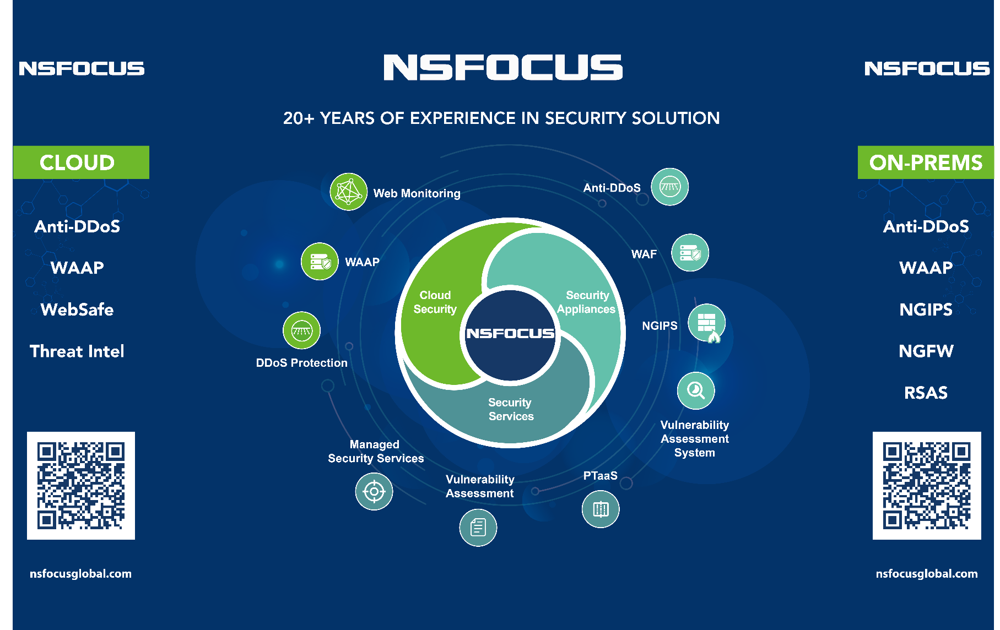 NSFOCUS
CLOUD
Anti-DDoS
WAAP
WebSafe
Threat Intel
nsfocusglobal.com
NSFOCUS
20+ YEARS OF EXPERIENCE IN SECURITY SOLUTION
Web Monitoring
WAAP
DDoS Protection
Anti-DDoS
WAF
NGIPS
Vulnerability
Assessment
System
Cloud
Security
Security
Appliances
NSFOCUS
Security
Services
Managed
Security Services
Vulnerability
Assessment
PTaaS
NSFOCUS
ON-PREMS
Anti-DDoS
WAAP
NGIPS
NGFW
RSAS
nsfocusglobal.com